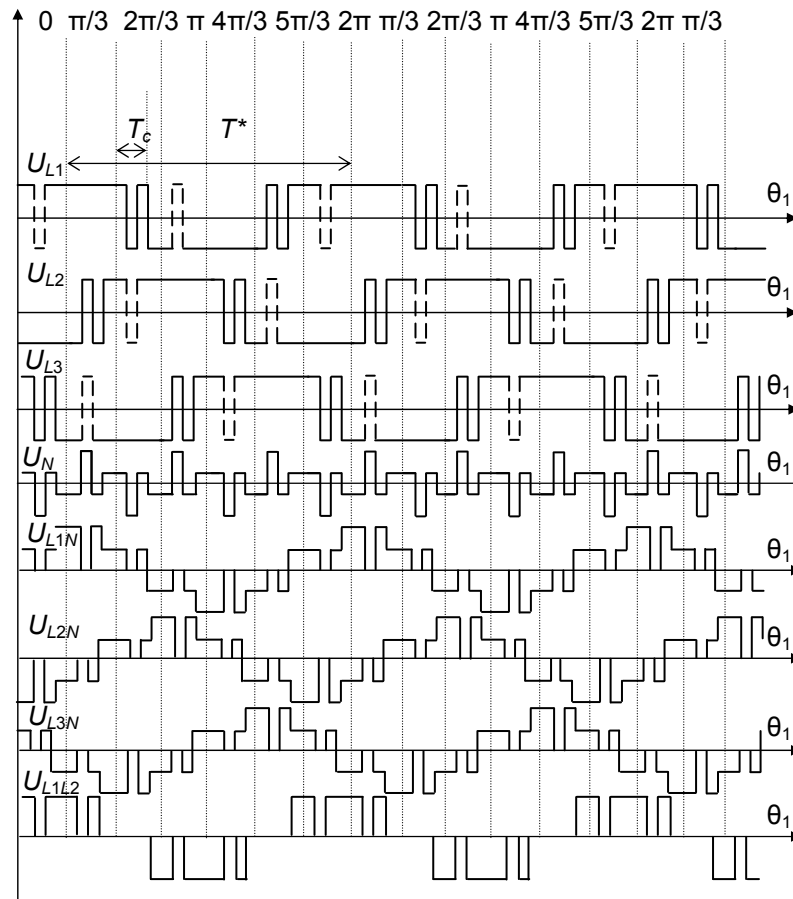 0 π/3 2π/3 π 4π/3 5π/3 2π π/3 2π/3 π 4π/3 5π/3 2π π/3
Tc T*
UL1 θ1
UL2 θ1
UL3 θ1
UN θ1
UL1N θ1
UL2N θ1
UL3N θ1
UL1L2 θ1